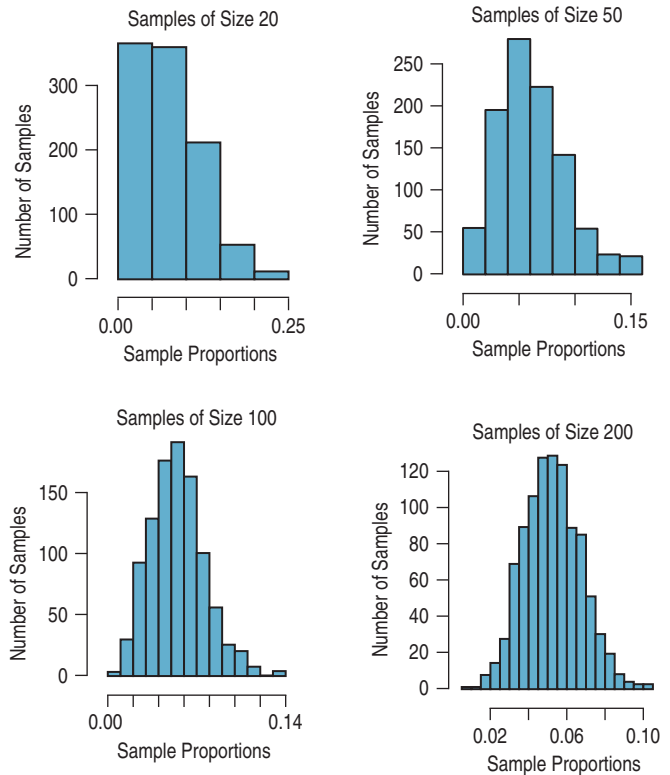 Samples of Size 20
Number of Samples
300
200
100
0
0.00 0.25
Sample Proportions
Samples of Size 50
Number of Samples
250
200
150
100
50
0
0.00 0.15
Sample Proportions
Samples of Size 100
Number of Samples
150
100
50
0
0.00 0.14
Sample Proportions
Samples of Size 200
Number of Samples
120
100
80
60
40
20
0
0.02 0.06 0.10
Sample Proportions